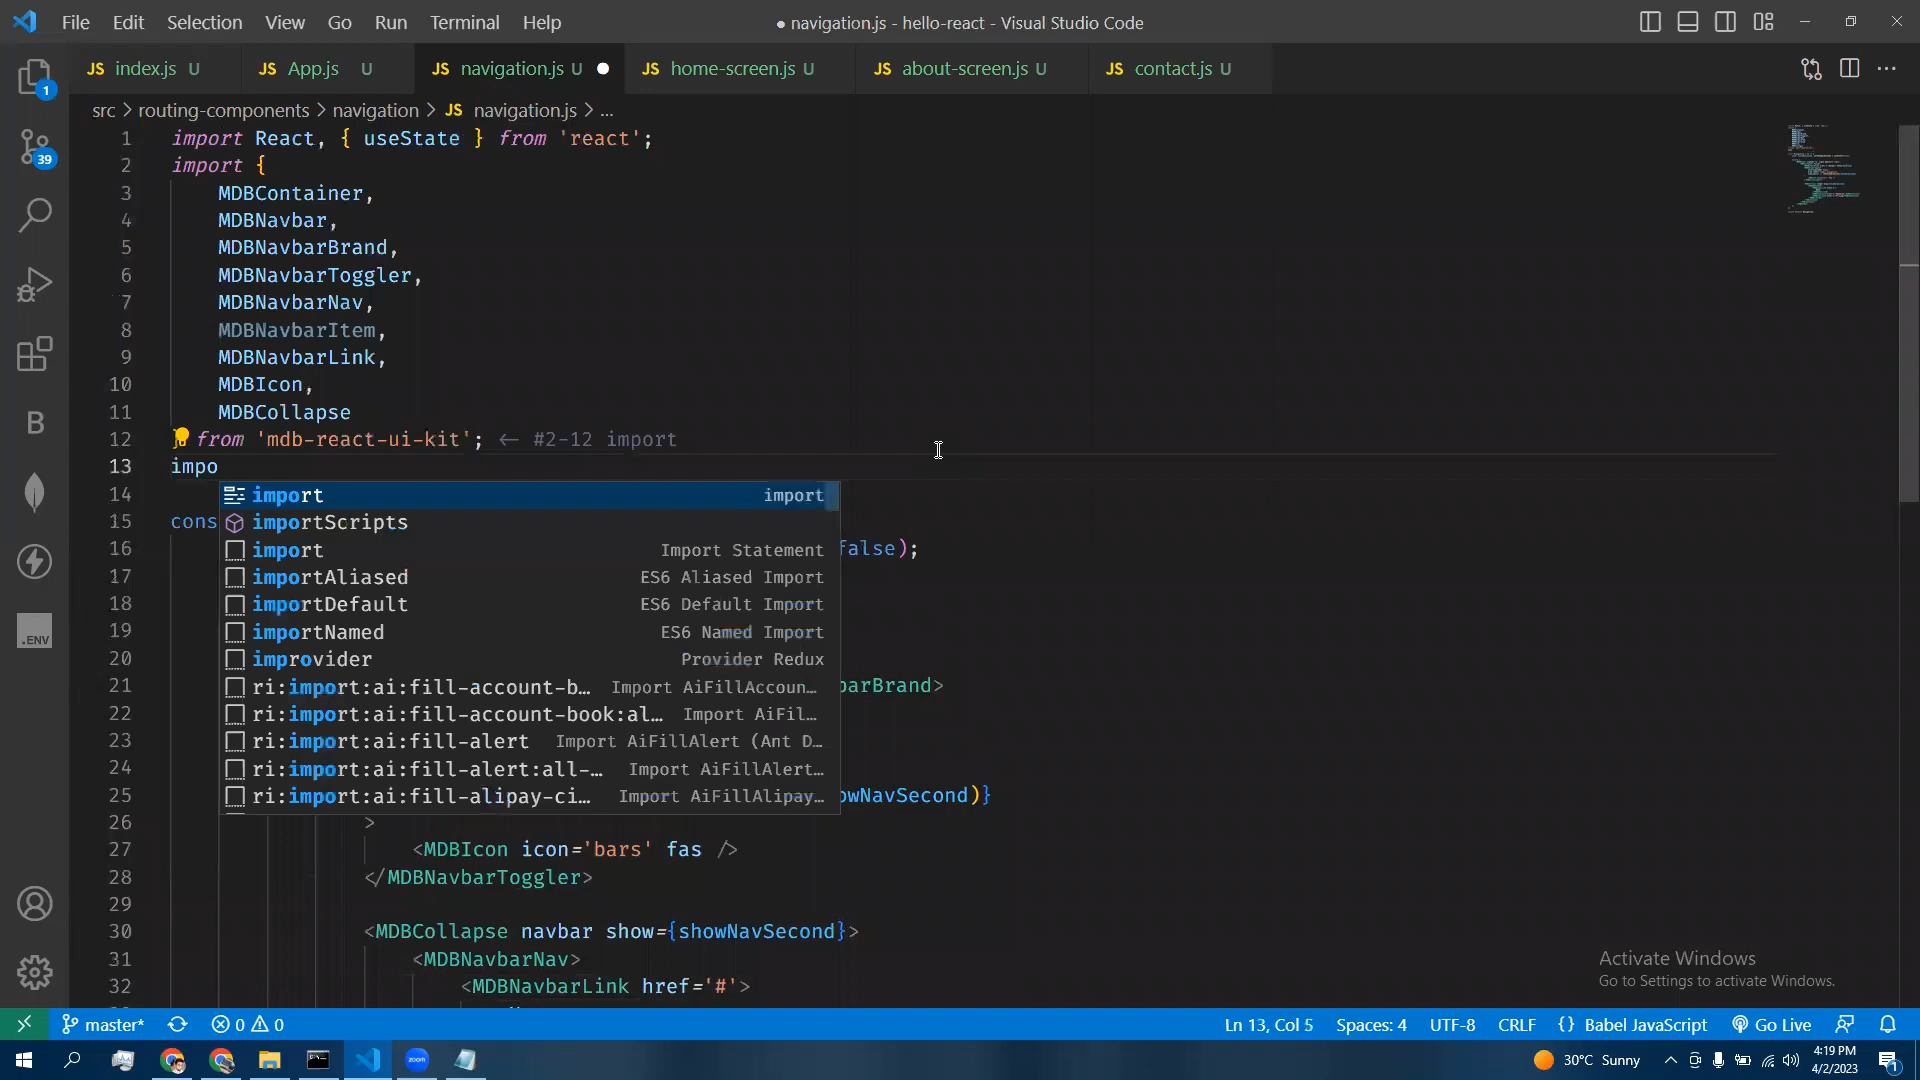 File Edit Selection View Go Run Terminal Help
● navigation.js - hello-react - Visual Studio Code
JS index.js U
JS App.js U
JS navigation.js U ●
JS home-screen.js U
JS about-screen.js U
JS contact.js U
src > routing-components > navigation > JS navigation.js > ...
1 import React, { useState } from 'react';
2 import {
3 MDBContainer,
4 MDBNavbar,
5 MDBNavbarBrand,
6 MDBNavbarToggler,
7 MDBNavbarNav,
8 MDBNavbarItem,
9 MDBNavbarLink,
10 MDBIcon,
11 MDBCollapse
12 } from 'mdb-react-ui-kit'; ← #2-12 import
13 impo
import import
importScripts
import Import Statement
importAliased ES6 Aliased Import
importDefault ES6 Default Import
importNamed ES6 Named Import
improvider Provider Redux
ri:import:ai:fill-account-b... Import AiFillAccoun...
ri:import:ai:fill-account-book:al... Import AiFil...
ri:import:ai:fill-alert Import AiFillAlert (Ant D...
ri:import:ai:fill-alert:all-... Import AiFillAlert...
ri:import:ai:fill-alipay-ci... Import AiFillAlipay...
14
15 cons
16 false);
17
18
19
20
21 barBrand>
22
23
24
25 owNavSecond)}
26 >
27 <MDBIcon icon='bars' fas />
28 </MDBNavbarToggler>
29
30 <MDBCollapse navbar show={showNavSecond}>
31 <MDBNavbarNav>
32 <MDBNavbarLink href='#'>
1
39
B
.ENV
Activate Windows
Go to Settings to activate Windows.
master* 0 0
Ln 13, Col 5 Spaces: 4 UTF-8 CRLF {} Babel JavaScript Go Live
zoom
30°C Sunny
4:19 PM
4/2/2023
1